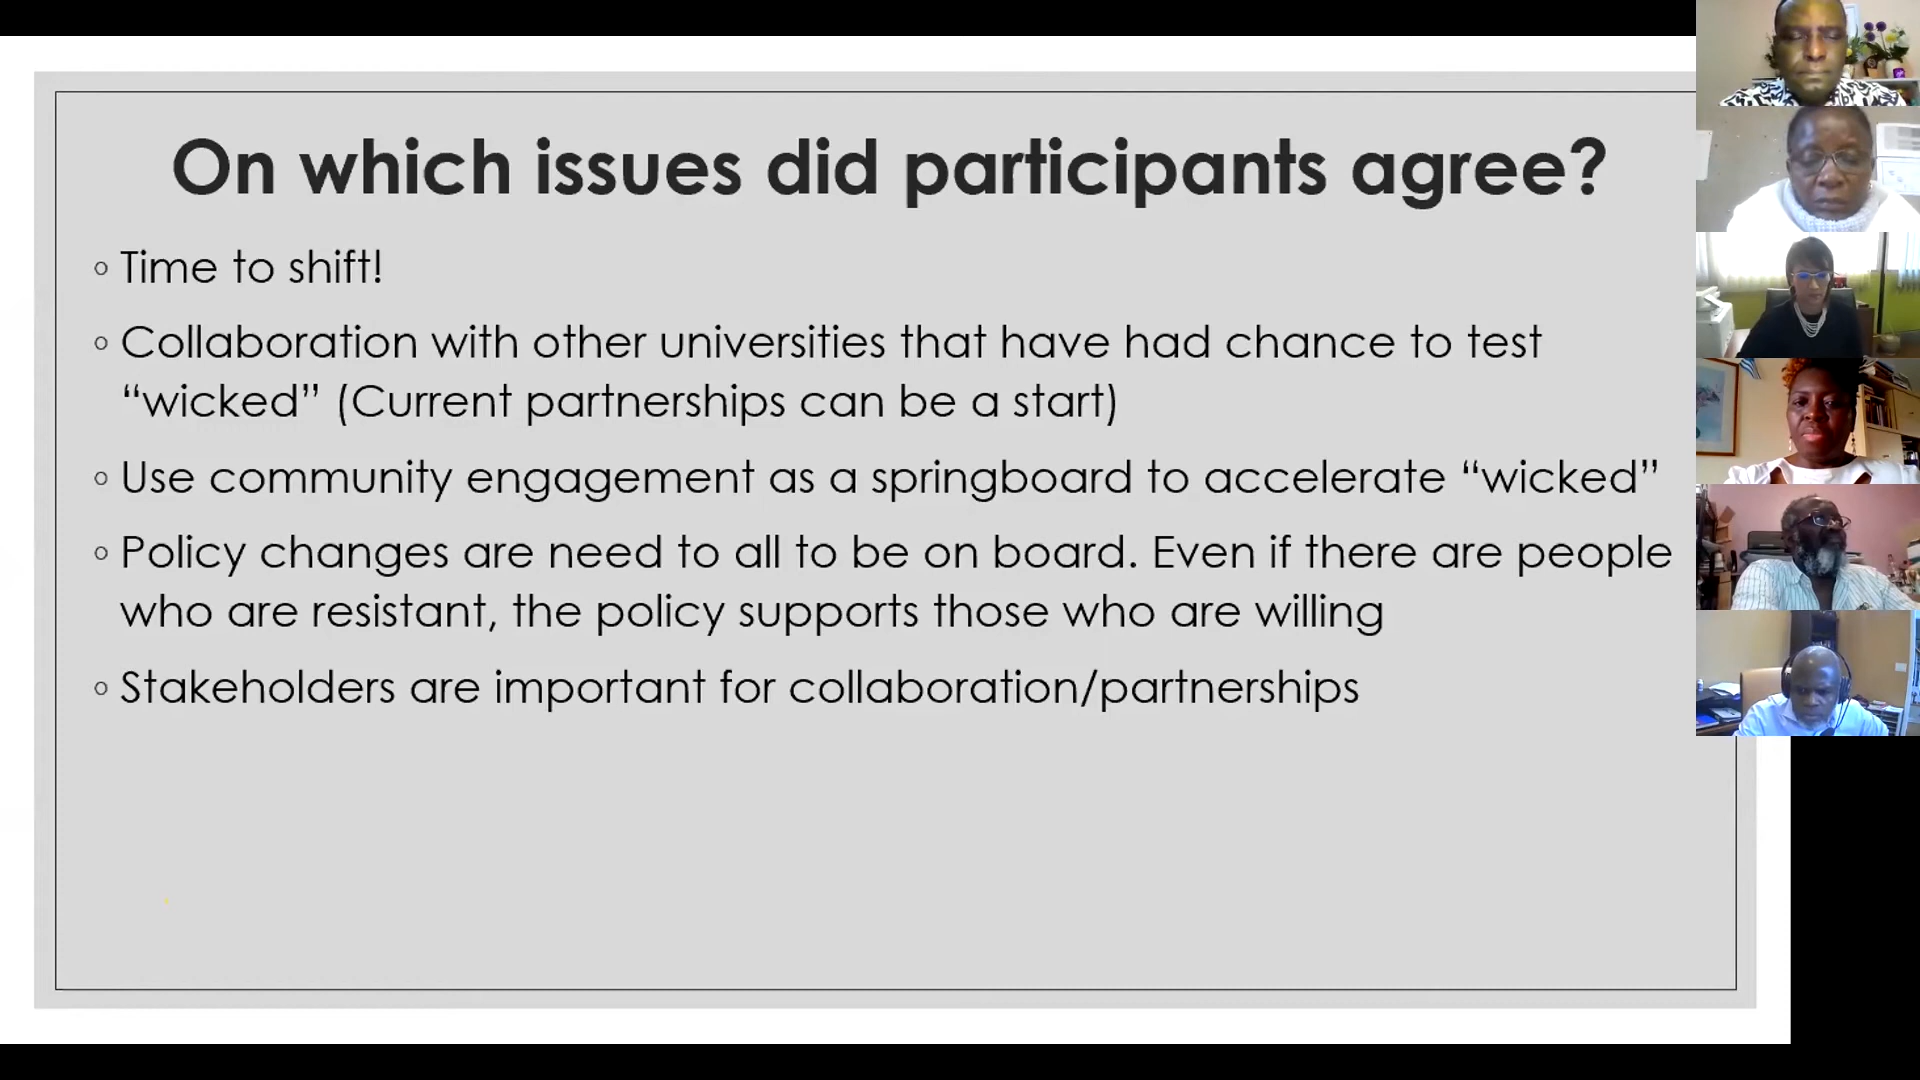 On which issues did participants agree?
◦ Time to shift!
◦ Collaboration with other universities that have had chance to test
“wicked” (Current partnerships can be a start)
◦ Use community engagement as a springboard to accelerate “wicked”
◦ Policy changes are need to all to be on board. Even if there are people
who are resistant, the policy supports those who are willing
◦ Stakeholders are important for collaboration/partnerships